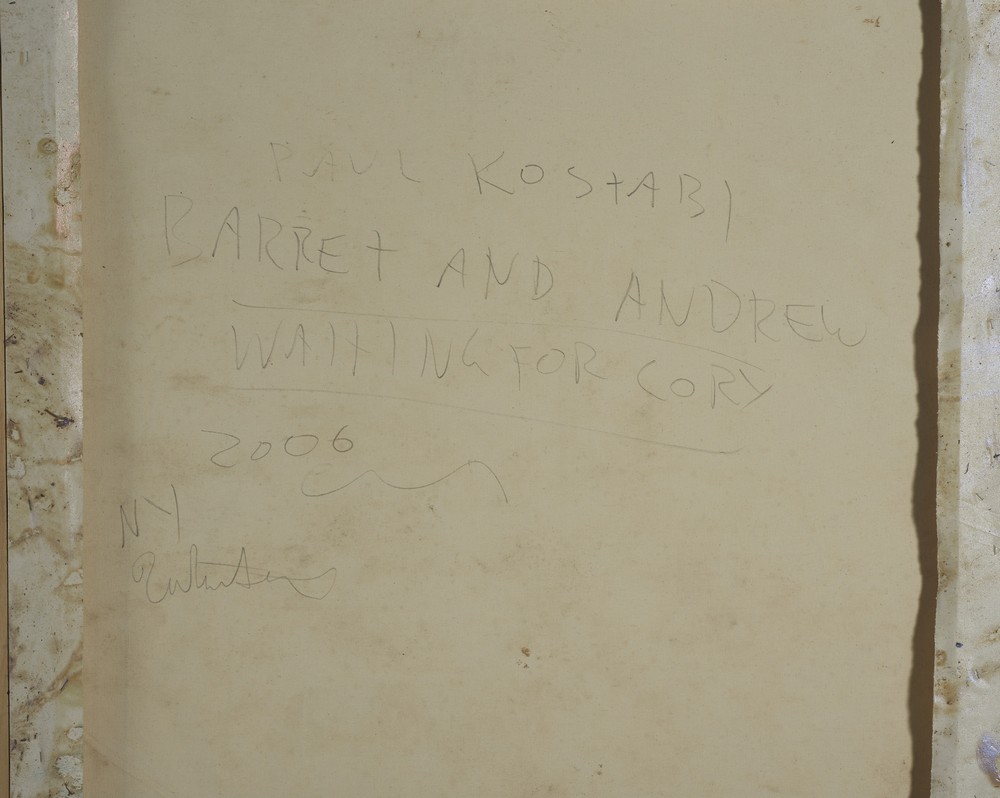 PAUL KOSTABI
BARRET AND ANDREW
WAITING FOR CORY
2006
NY